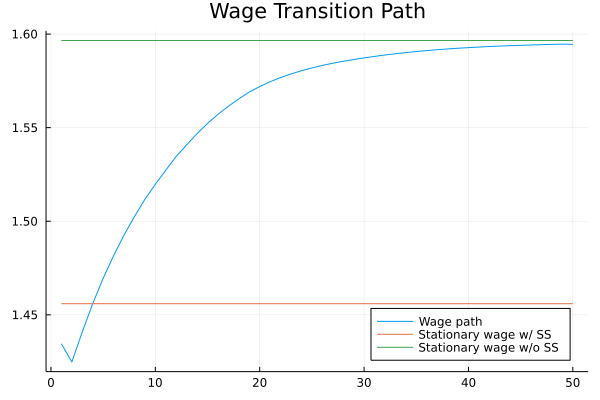 Wage Transition Path
1.60
1.55
1.50
1.45
Wage path
Stationary wage w/ SS
Stationary wage w/o SS
0 10 20 30 40 50